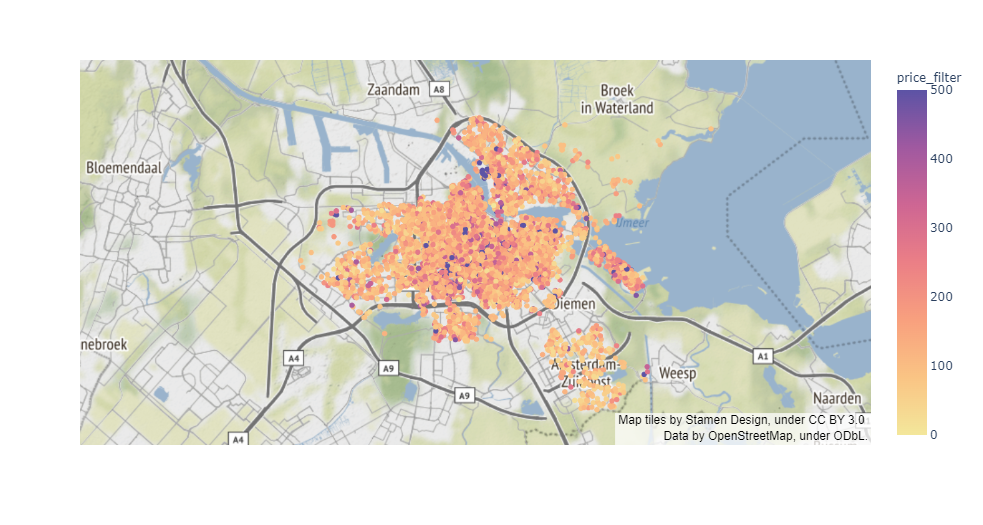 price_filter
500
400
300
200
100
0
Zaandam
A8
Broek
in Waterland
Bloemendaal
IJmeer
Diemen
nebroek
A4
A9
Amsterdam-
Zuidoost
A1
Weesp
A9
Naarden
A4
Map tiles by Stamen Design, under CC BY 3.0.
Data by OpenStreetMap, under ODbL.